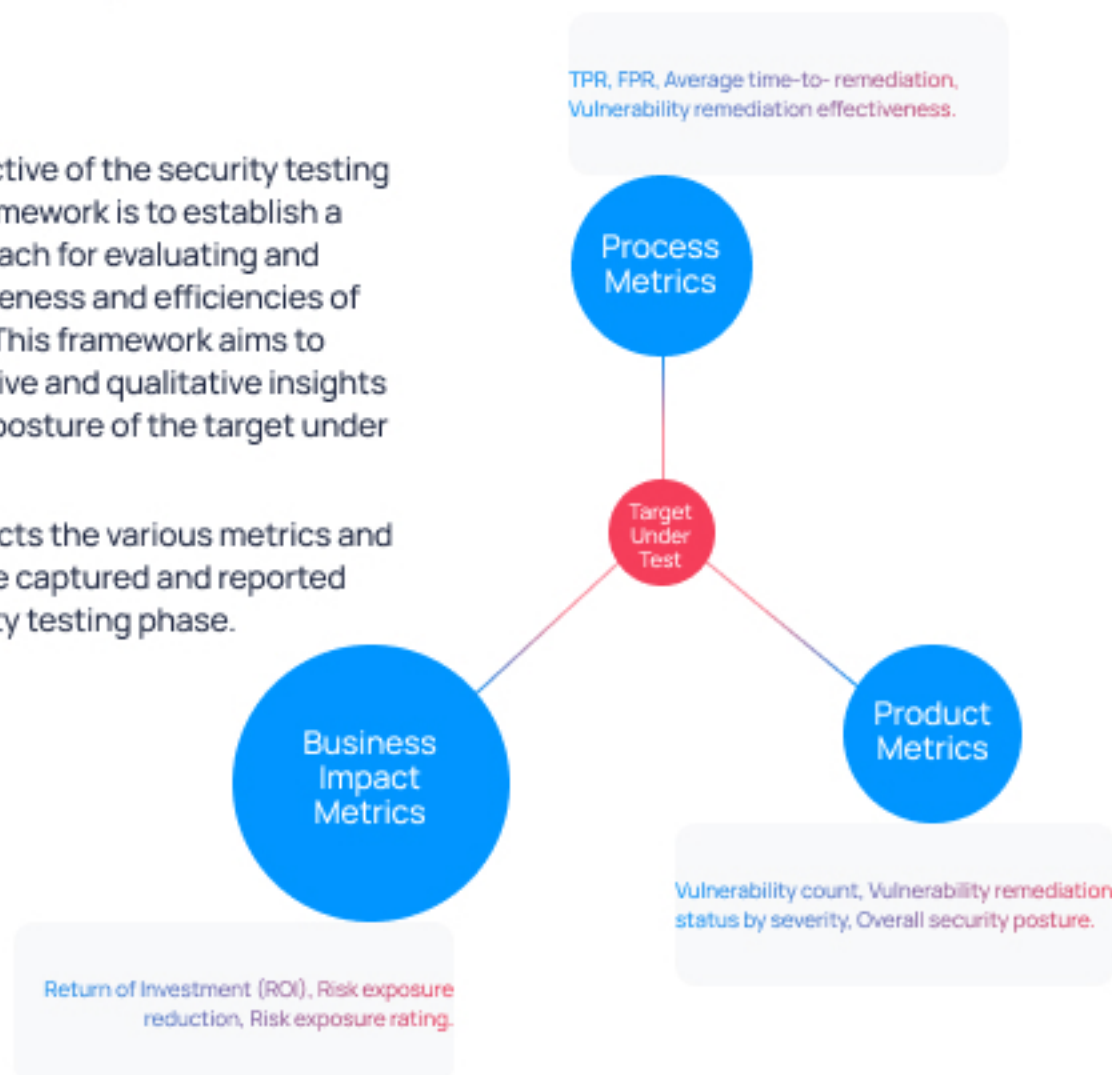 TPR, FPR, Average time-to- remediation,
Vulnerability remediation effectiveness.
ctive of the security testing
mework is to establish a
ach for evaluating and
eness and efficiencies of
This framework aims to
ive and qualitative insights
posture of the target under
cts the various metrics and
e captured and reported
ty testing phase.
Process
Metrics
Target
Under
Test
Business
Impact
Metrics
Product
Metrics
Vulnerability count, Vulnerability remediation
status by severity, Overall security posture.
Return of Investment (ROI), Risk exposure
reduction, Risk exposure rating.